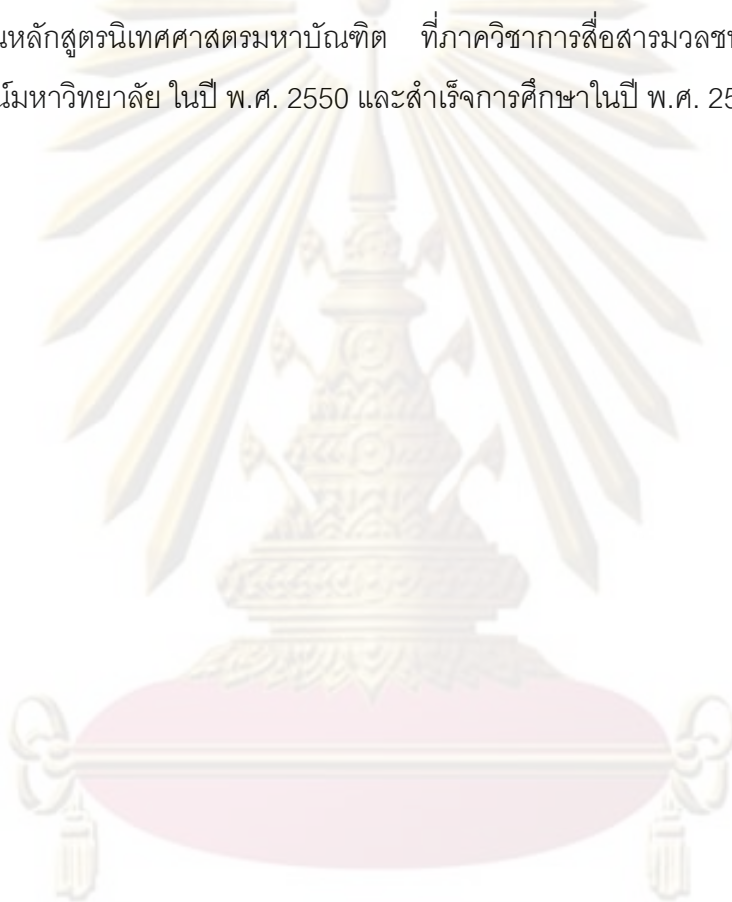 นหลักสูตรนิเทศศาสตรมหาบัณฑิต ที่ภาควิชาการสื่อสารมวลช
น์มหาวิทยาลัย ในปี พ.ศ. 2550 และสำเร็จการศึกษาในปี พ.ศ. 25